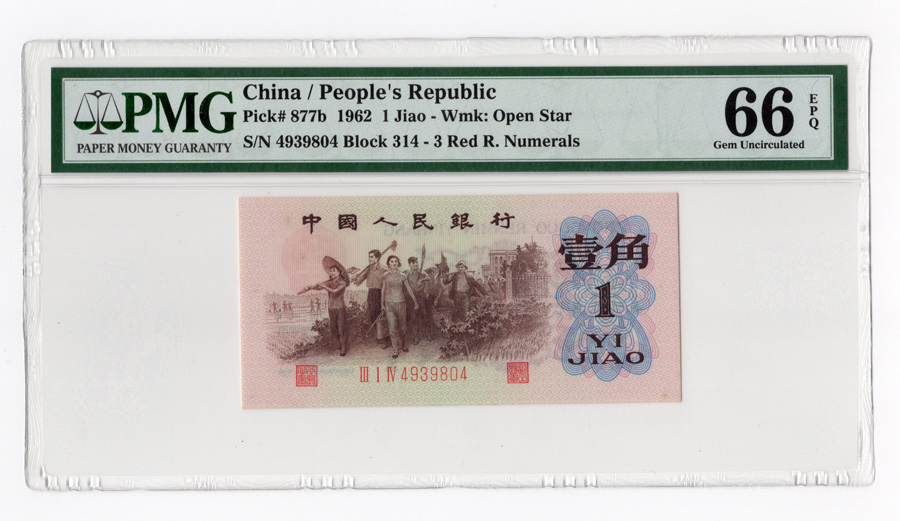 PMG
PAPER MONEY GUARANTY
China / People's Republic
Pick# 877b 1962 1 Jiao - Wmk: Open Star
S/N 4939804 Block 314 - 3 Red R. Numerals
66
EPQ
Gem Uncirculated
中國人民銀行
壹角
1
YI
JIAO
III I IV 4939804